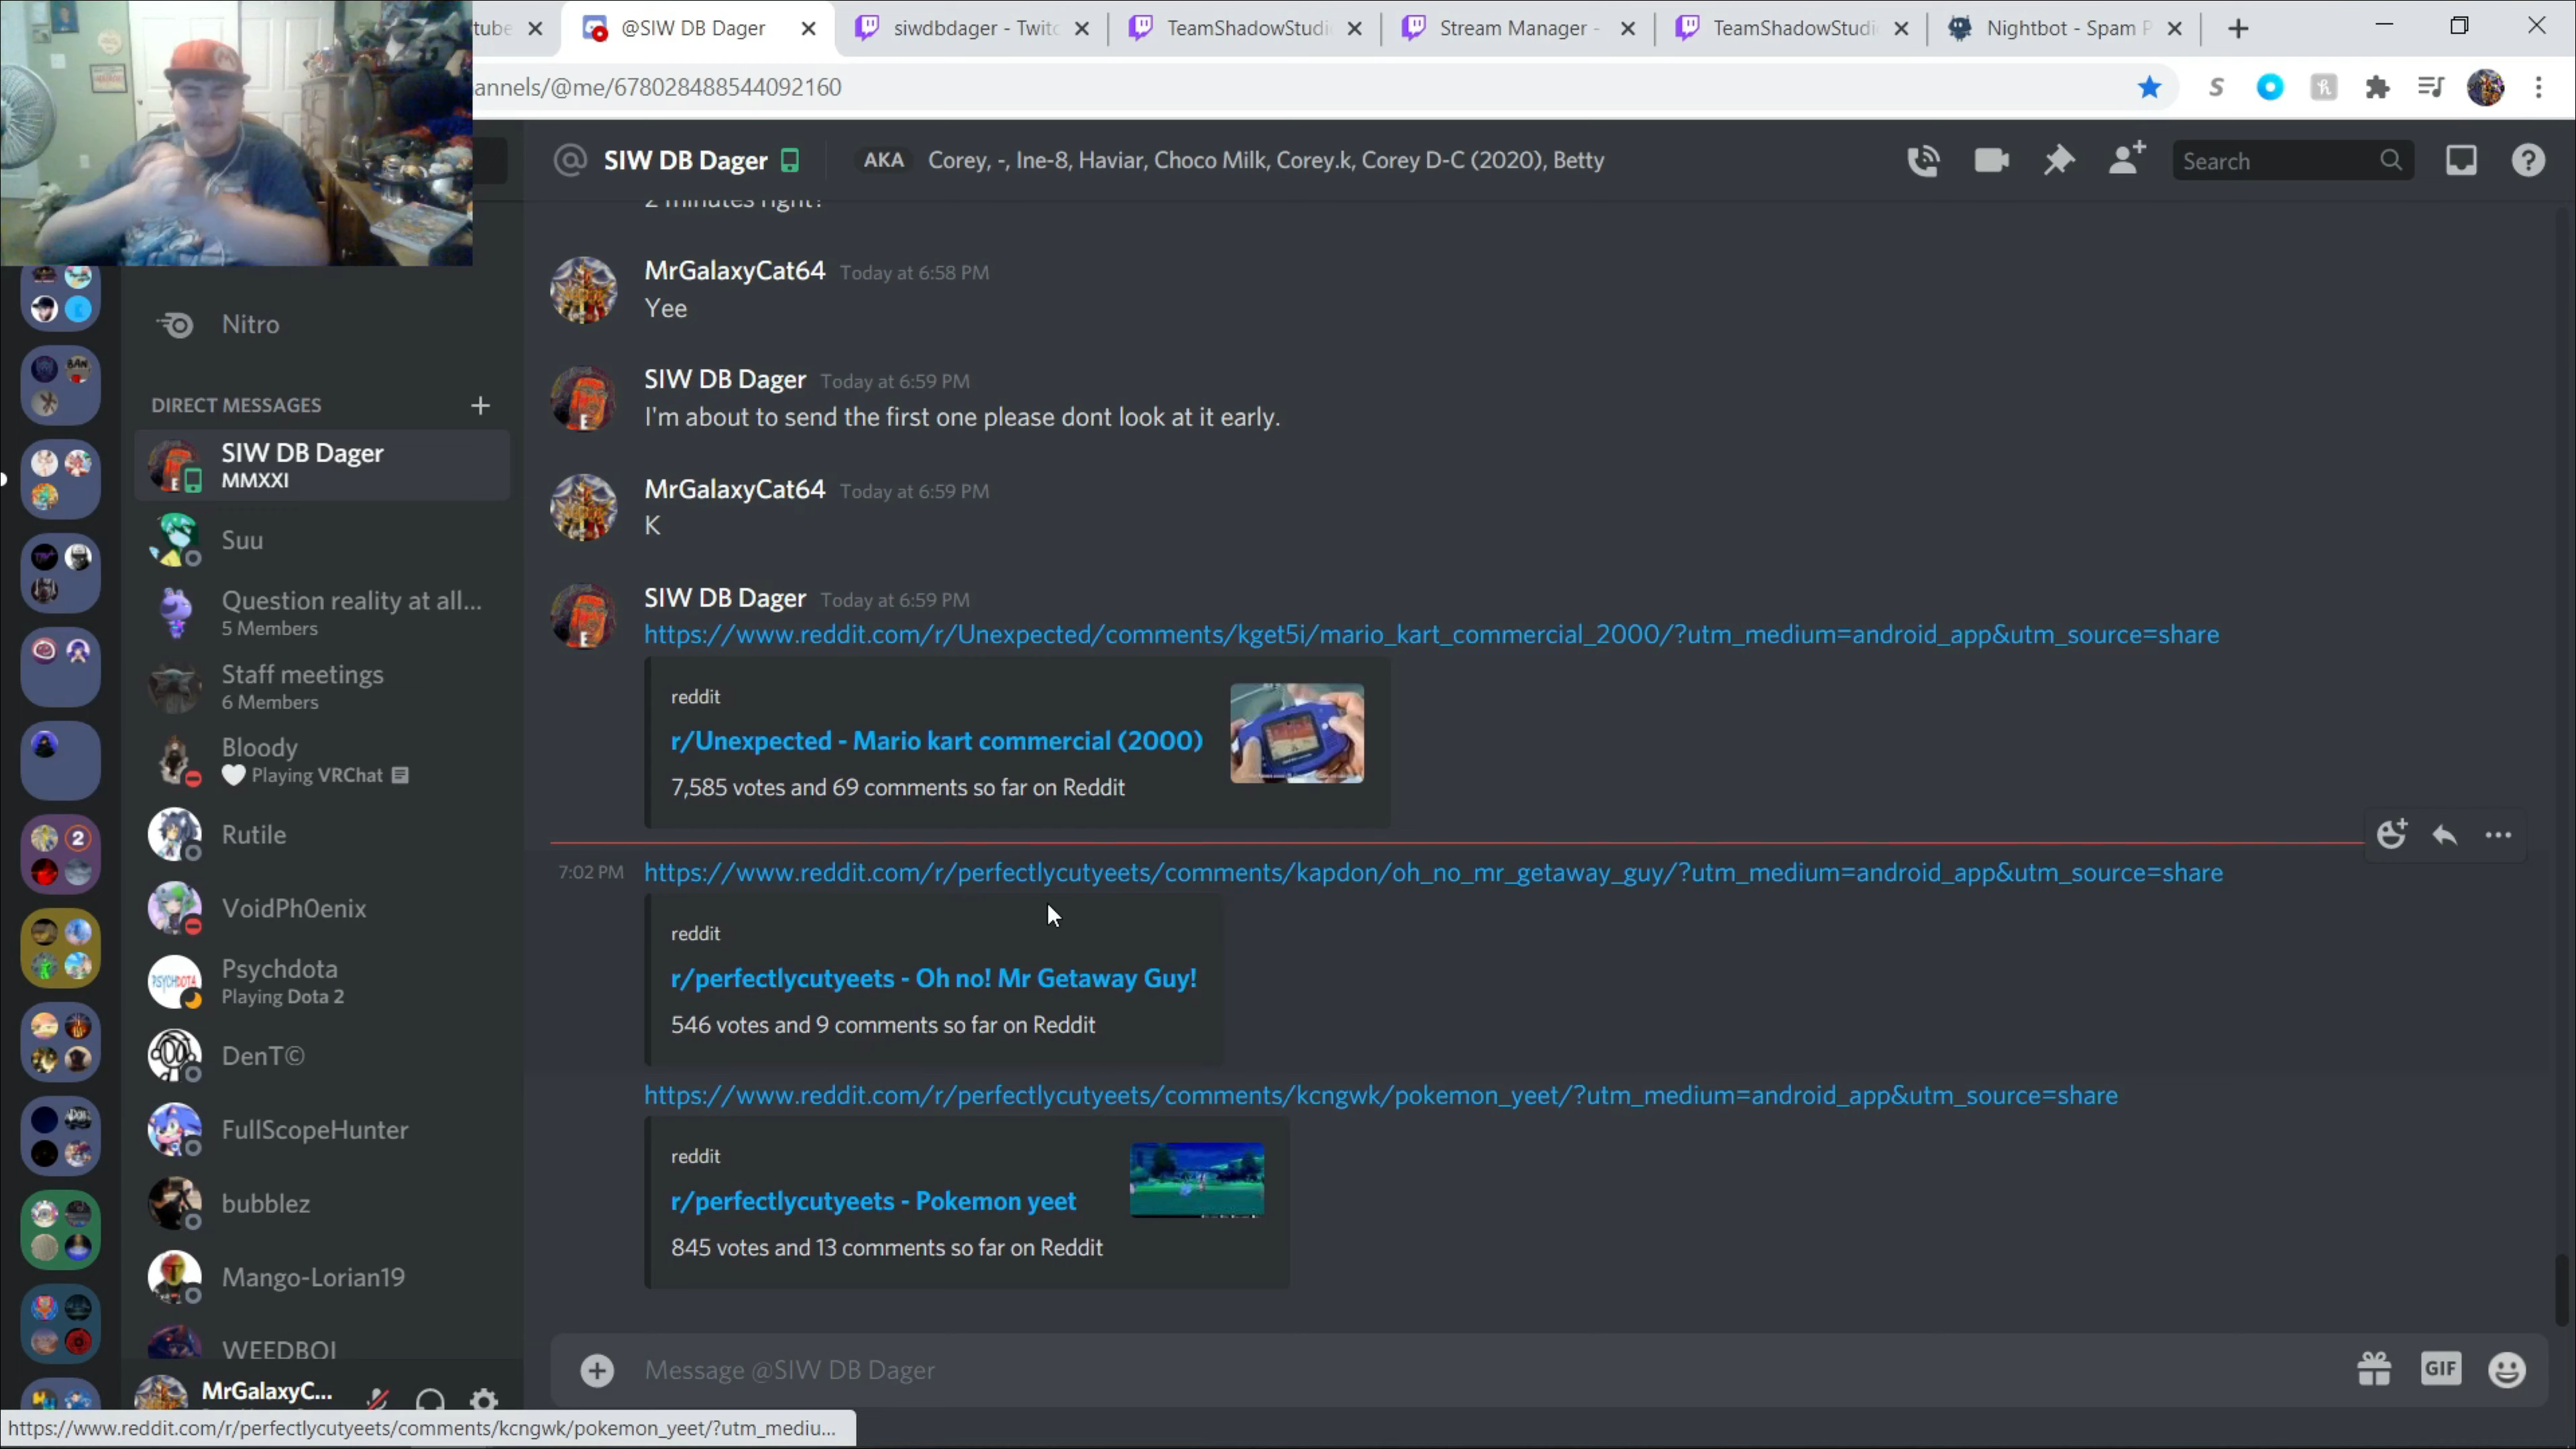 tube
@SIW DB Dager
siwdbdager - Twitc
TeamShadowStudi
Stream Manager -
TeamShadowStudi
Nightbot - Spam P
annels/@me/678028488544092160
SIW DB Dager
AKA
Corey, -, Ine-8, Haviar, Choco Milk, Corey.k, Corey D-C (2020), Betty
Search
2 minutes right?
Nitro
DIRECT MESSAGES
SIW DB Dager
MMXXI
Suu
Question reality at all...
5 Members
Staff meetings
6 Members
Bloody
Playing VRChat
Rutile
VoidPh0enix
Psychdota
Playing Dota 2
DenT©
FullScopeHunter
bubblez
Mango-Lorian19
WEEDBOI
MrGalaxyC...
MrGalaxyCat64 Today at 6:58 PM
Yee
SIW DB Dager Today at 6:59 PM
I'm about to send the first one please dont look at it early.
MrGalaxyCat64 Today at 6:59 PM
K
SIW DB Dager Today at 6:59 PM
https://www.reddit.com/r/Unexpected/comments/kget5i/mario_kart_commercial_2000/?utm_medium=android_app&utm_source=share
reddit
r/Unexpected - Mario kart commercial (2000)
7,585 votes and 69 comments so far on Reddit
7:02 PM https://www.reddit.com/r/perfectlycutyeets/comments/kapdon/oh_no_mr_getaway_guy/?utm_medium=android_app&utm_source=share
reddit
r/perfectlycutyeets - Oh no! Mr Getaway Guy!
546 votes and 9 comments so far on Reddit
https://www.reddit.com/r/perfectlycutyeets/comments/kcngwk/pokemon_yeet/?utm_medium=android_app&utm_source=share
reddit
r/perfectlycutyeets - Pokemon yeet
845 votes and 13 comments so far on Reddit
Message @SIW DB Dager
GIF
https://www.reddit.com/r/perfectlycutyeets/comments/kcngwk/pokemon_yeet/?utm_mediu...